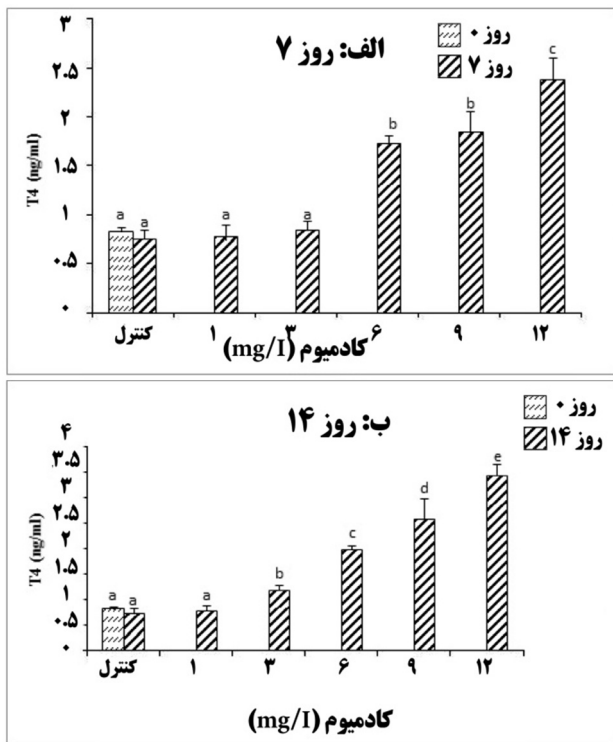 الف: روز ۷
روز ۰
روز ۷
T4 (ng/ml)
۳
۲.۵
۲
۱.۵
۱
۰.۵
۰
a a a a b b c
کنترل ۱ ۳ ۶ ۹ ۱۲
کادمیوم (mg/I)
ب: روز ۱۴
روز ۰
روز ۱۴
T4 (ng/ml)
۴
۳.۵
۳
۲.۵
۲
۱.۵
۱
۰.۵
۰
a a a b c d e
کنترل ۱ ۳ ۶ ۹ ۱۲
کادمیوم (mg/I)